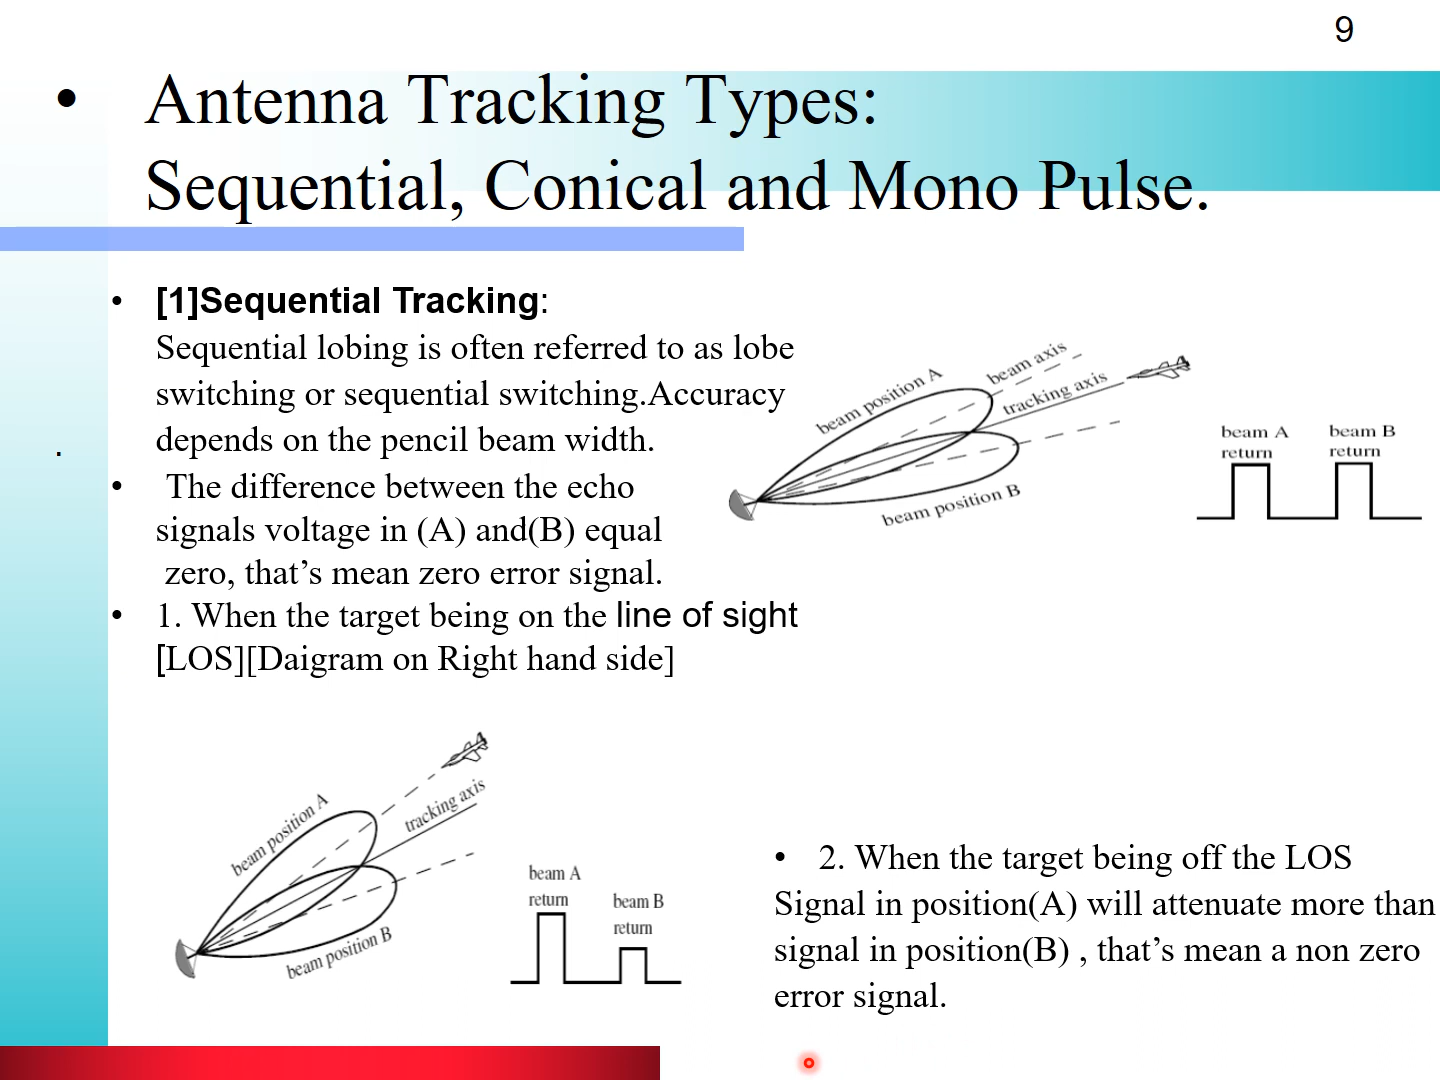 9
• Antenna Tracking Types:
Sequential, Conical and Mono Pulse.
• [1]Sequential Tracking:
Sequential lobing is often referred to as lobe
switching or sequential switching.Accuracy
depends on the pencil beam width.
.
• The difference between the echo
signals voltage in (A) and(B) equal
zero, that’s mean zero error signal.
• 1. When the target being on the line of sight
[LOS][Daigram on Right hand side]
beam position A
beam axis
tracking axis
beam position B
beam A
return
beam B
return
beam position A
tracking axis
beam position B
beam A
return
beam B
return
• 2. When the target being off the LOS
Signal in position(A) will attenuate more than
signal in position(B) , that’s mean a non zero
error signal.